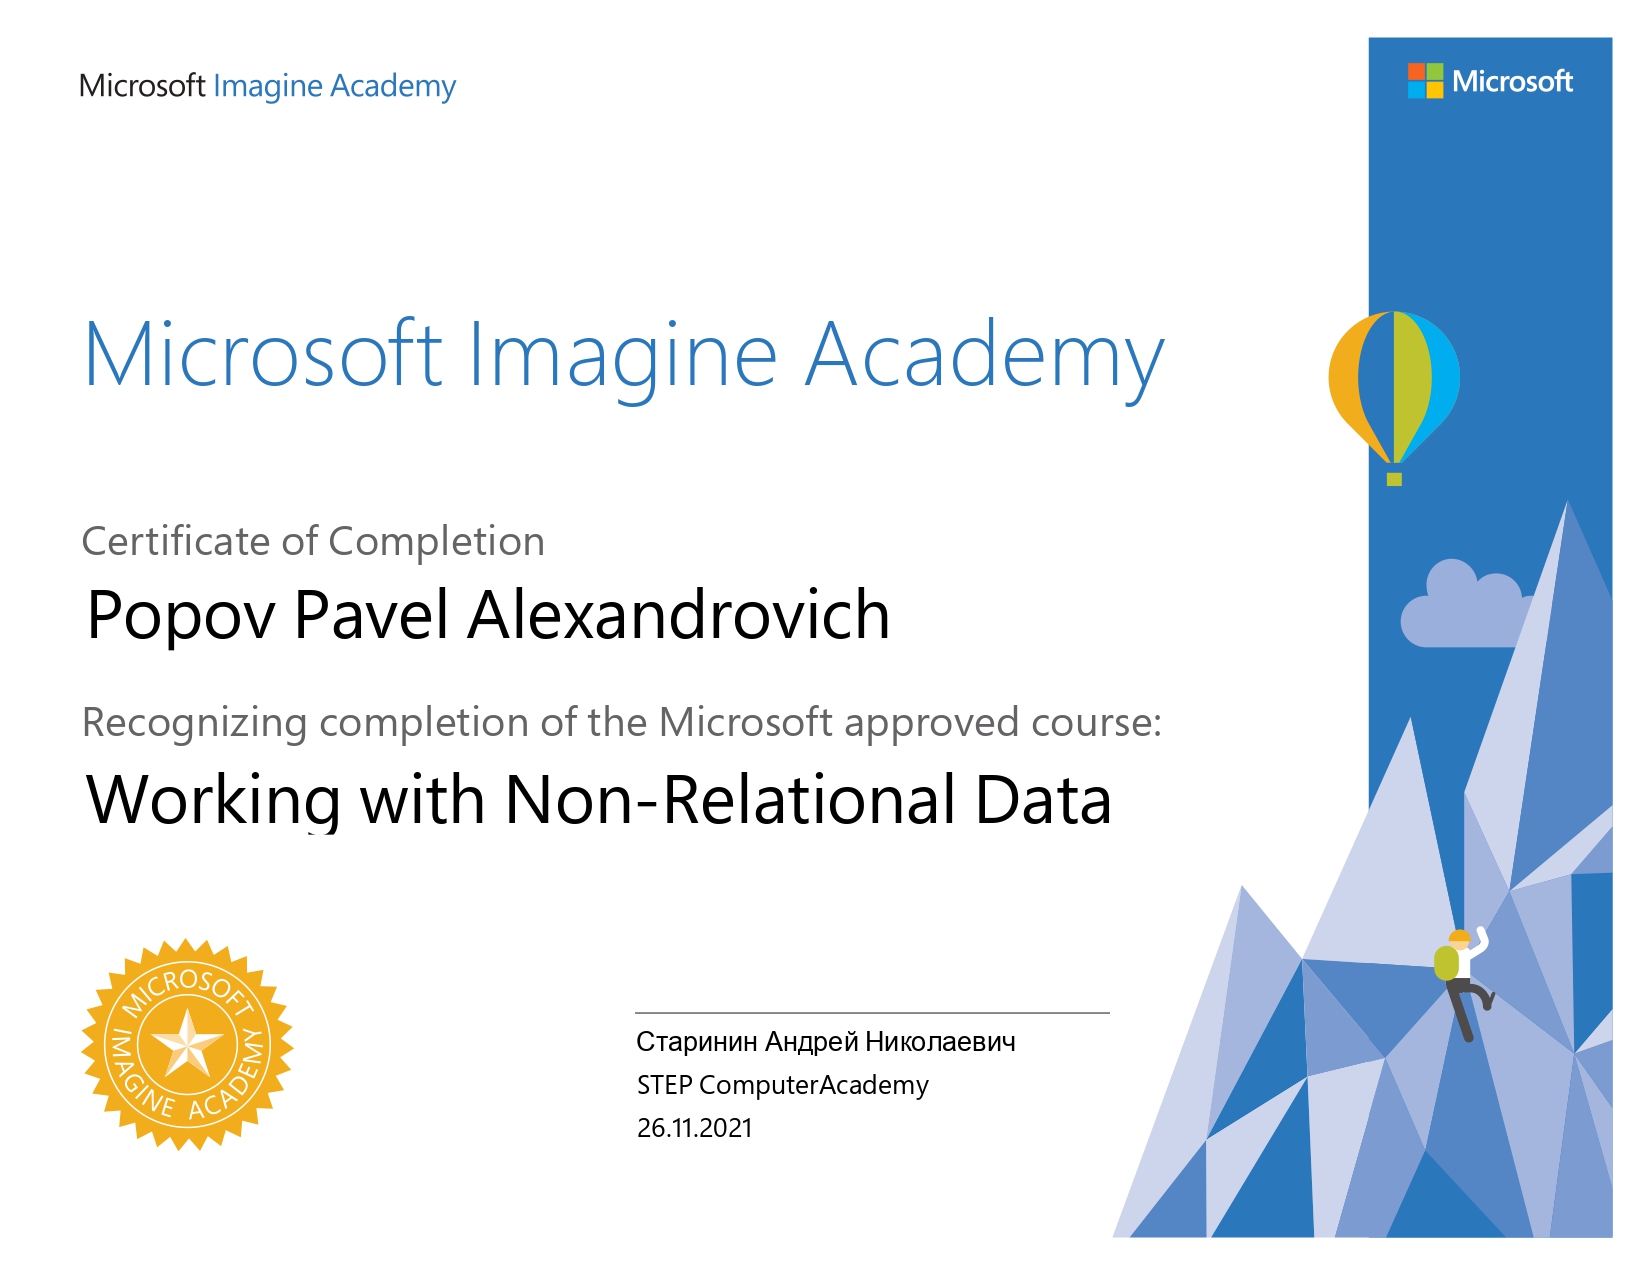 Microsoft Imagine Academy
Microsoft
Microsoft Imagine Academy
Certificate of Completion
Popov Pavel Alexandrovich
Recognizing completion of the Microsoft approved course:
Working with Non-Relational Data
MICROSOFT
IMAGINE ACADEMY
Старинин Андрей Николаевич
STEP ComputerAcademy
26.11.2021